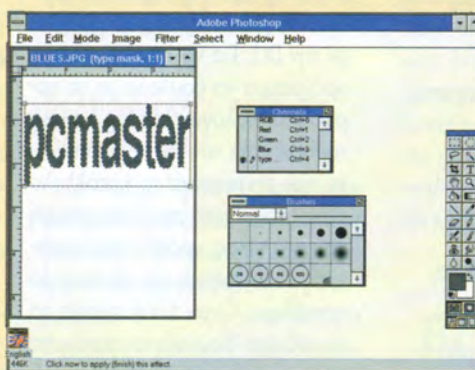 Adobe Photoshop
File Edit Mode Image Filter Select Window Help
BLUES.JPG (type mask, 1:1)
pcmaster
Channels
RGB Ctrl+0
Red Ctrl+1
Green Ctrl+2
Blue Ctrl+3
type Ctrl+4
Brushes
Normal
English
446K Click now to apply (finish) this effect.